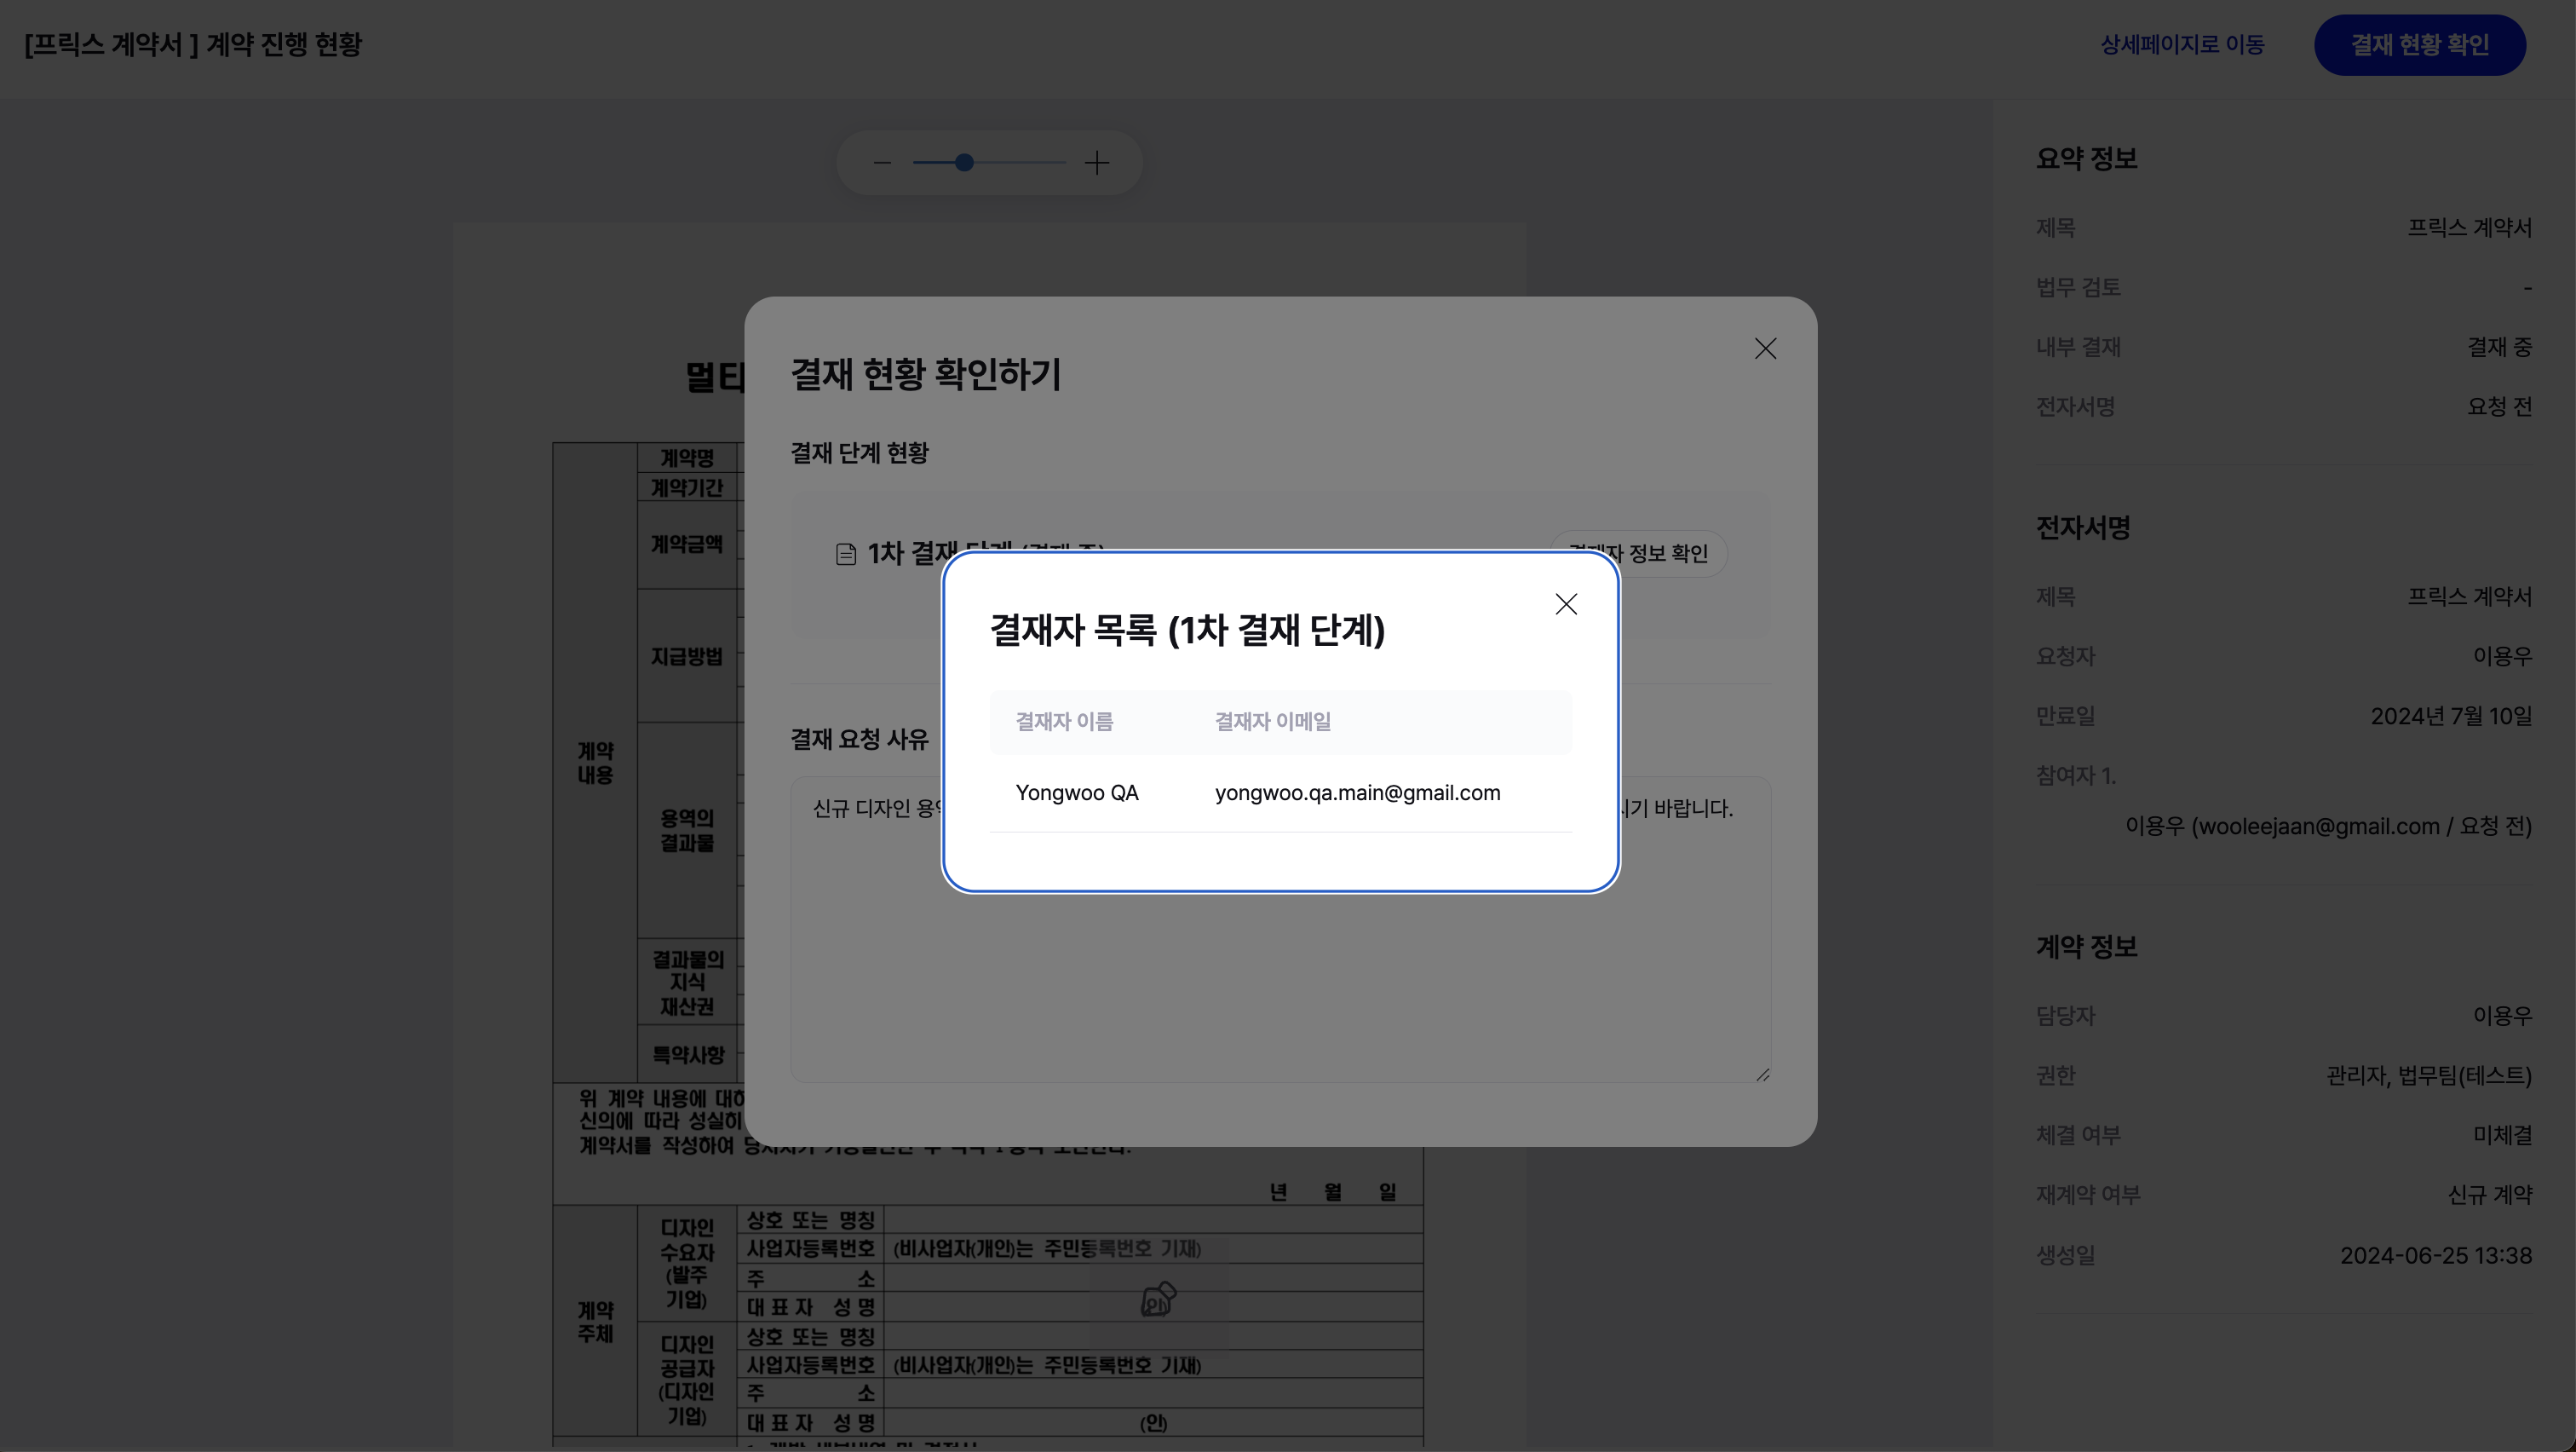 [프릭스 계약서 ] 계약 진행 현황
상세페이지로 이동
결재 현황 확인
멀티
계약 내용
계약명
계약기간
계약금액
지급방법
용역의
결과물
결과물의
지식
재산권
특약사항
위 계약 내용에 대하
신의에 따라 성실히
계약서를 작성하여
년 월 일
계약
주체
디자인
수요자
(발주
기업)
상호 또는 명칭
사업자등록번호 (비사업자(개인)는 주민등록번호 기재)
주 소
대 표 자 성 명
디자인
공급자
(디자인
기업)
상호 또는 명칭
사업자등록번호 (비사업자(개인)는 주민등록번호 기재)
주 소
대 표 자 성 명 (인)
결재 현황 확인하기
결재 단계 현황
1차 결재 단계 (결재 중)
결재자 정보 확인
결재 요청 사유
신규 디자인 용
바랍니다.
결재자 목록 (1차 결재 단계)
결재자 이름 결재자 이메일
Yongwoo QA yongwoo.qa.main@gmail.com
요약 정보
제목 프릭스 계약서
법무 검토 -
내부 결재 결재 중
전자서명 요청 전
전자서명
제목 프릭스 계약서
요청자 이용우
만료일 2024년 7월 10일
참여자 1.
이용우 (wooleejaan@gmail.com / 요청 전)
계약 정보
담당자 이용우
권한 관리자, 법무팀(테스트)
체결 여부 미체결
재계약 여부 신규 계약
생성일 2024-06-25 13:38